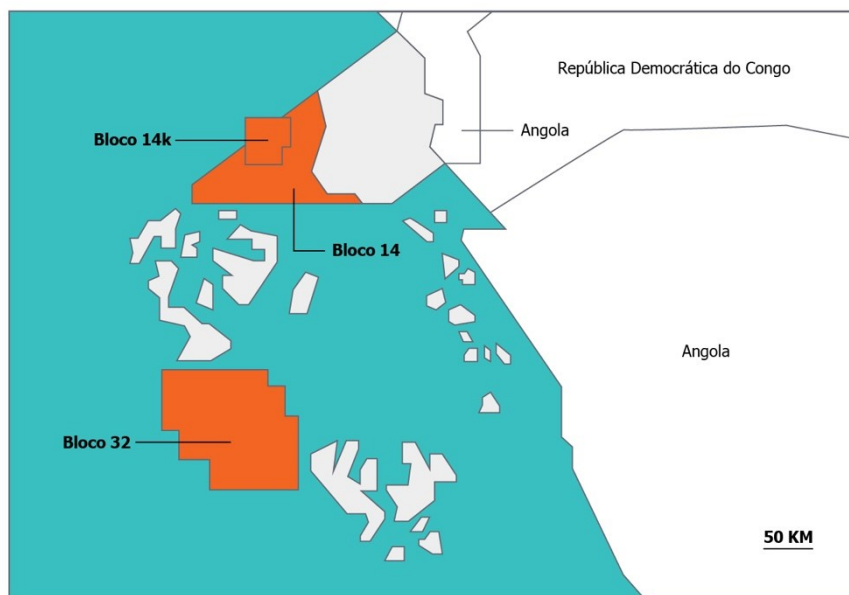 República Democrática do Congo
Angola
Bloco 14k
Bloco 14
Angola
Bloco 32
50 KM